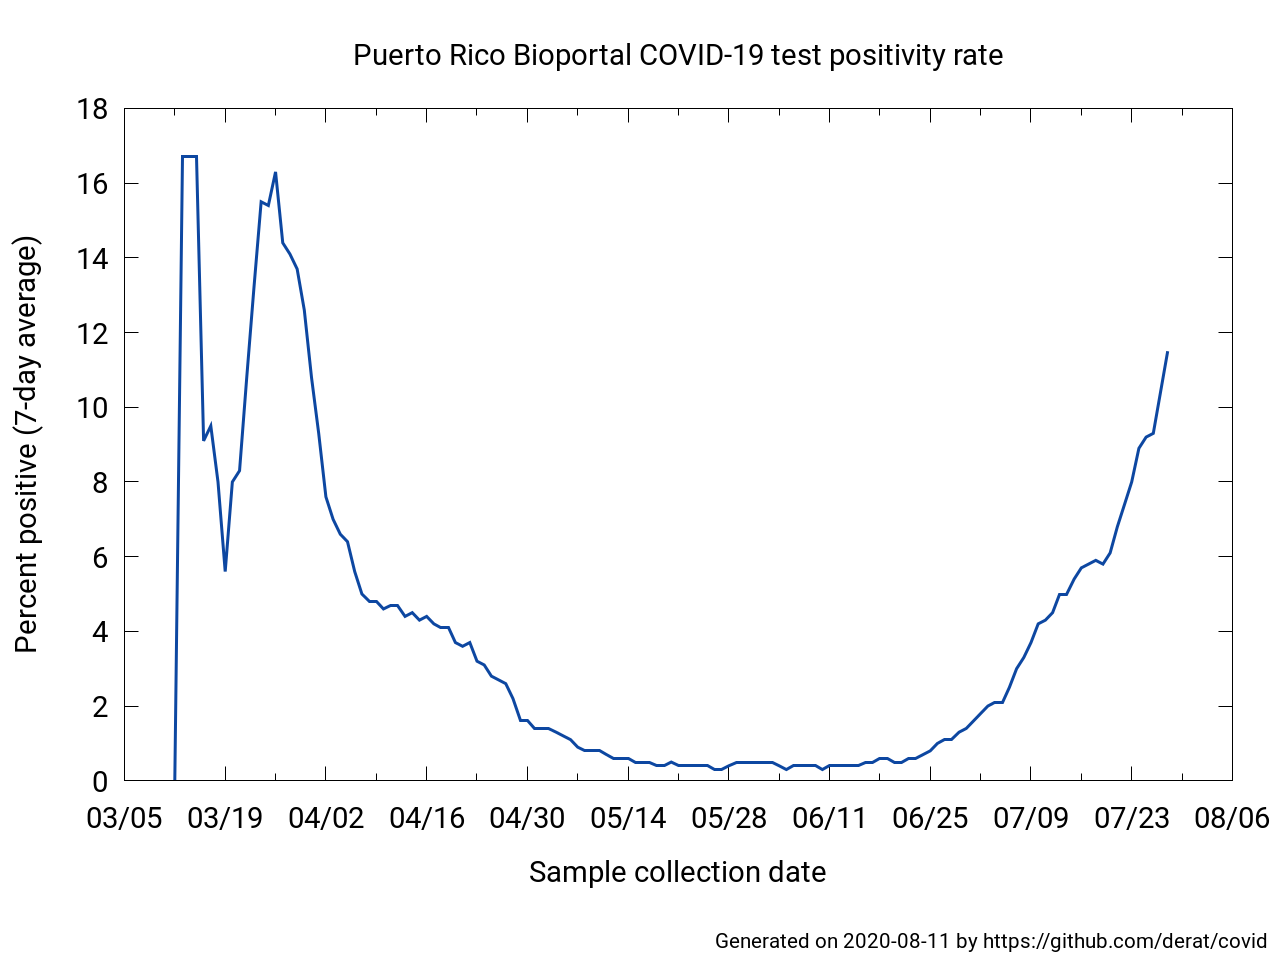 Puerto Rico Bioportal COVID-19 test positivity rate
Percent positive (7-day average)
18
16
14
12
10
8
6
4
2
0
03/05 03/19 04/02 04/16 04/30 05/14 05/28 06/11 06/25 07/09 07/23 08/06
Sample collection date
Generated on 2020-08-11 by https://github.com/derat/covid